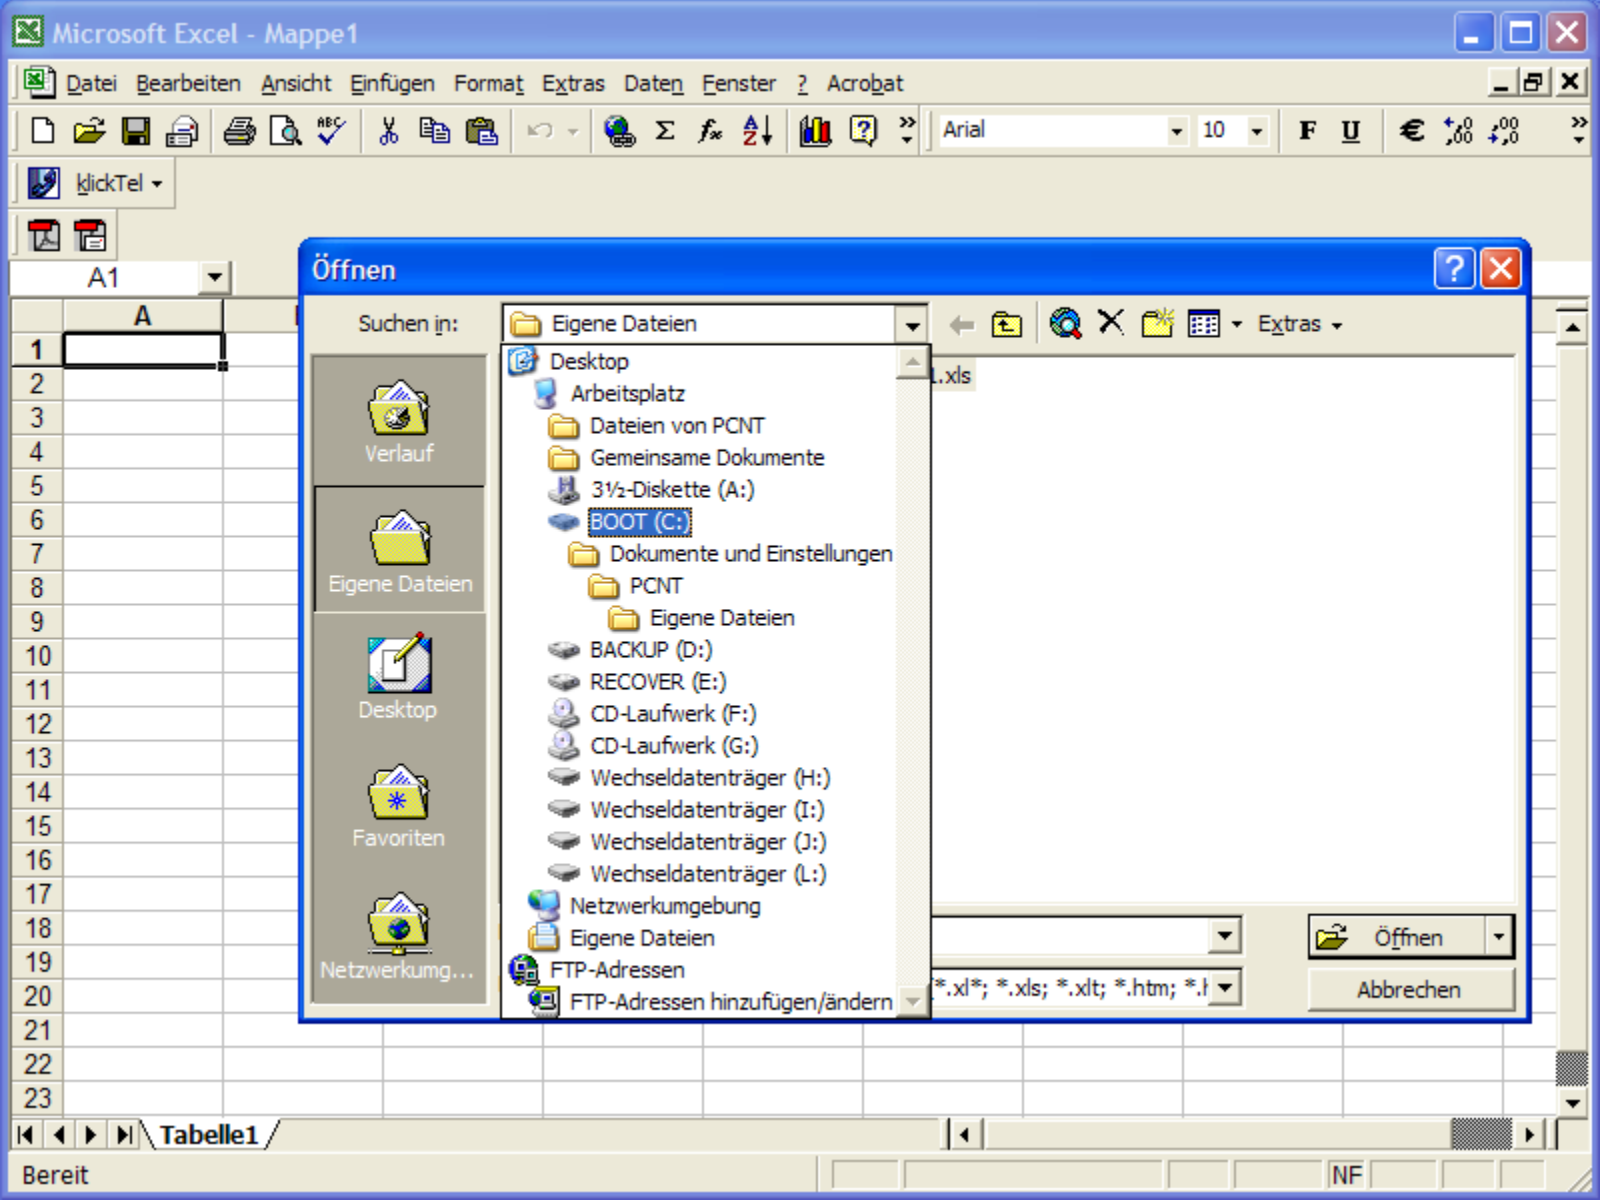 Microsoft Excel - Mappe1
Datei Bearbeiten Ansicht Einfügen Format Extras Daten Fenster ? Acrobat
ABC Arial 10 F U €
klickTel
A1
Öffnen
A
Suchen in: Eigene Dateien Extras
1
2
3
4
5
6
7
8
9
10
11
12
13
14
15
16
17
18
19
20
21
22
23
Verlauf
Eigene Dateien
Desktop
Favoriten
Netzwerkumg...
Desktop
Arbeitsplatz
Dateien von PCNT
Gemeinsame Dokumente
3½-Diskette (A:)
BOOT (C:)
Dokumente und Einstellungen
PCNT
Eigene Dateien
BACKUP (D:)
RECOVER (E:)
CD-Laufwerk (F:)
CD-Laufwerk (G:)
Wechseldatenträger (H:)
Wechseldatenträger (I:)
Wechseldatenträger (J:)
Wechseldatenträger (L:)
Netzwerkumgebung
Eigene Dateien
FTP-Adressen
FTP-Adressen hinzufügen/ändern
.xls
*.xl*; *.xls; *.xlt; *.htm;
Öffnen
Abbrechen
Tabelle1
Bereit NF